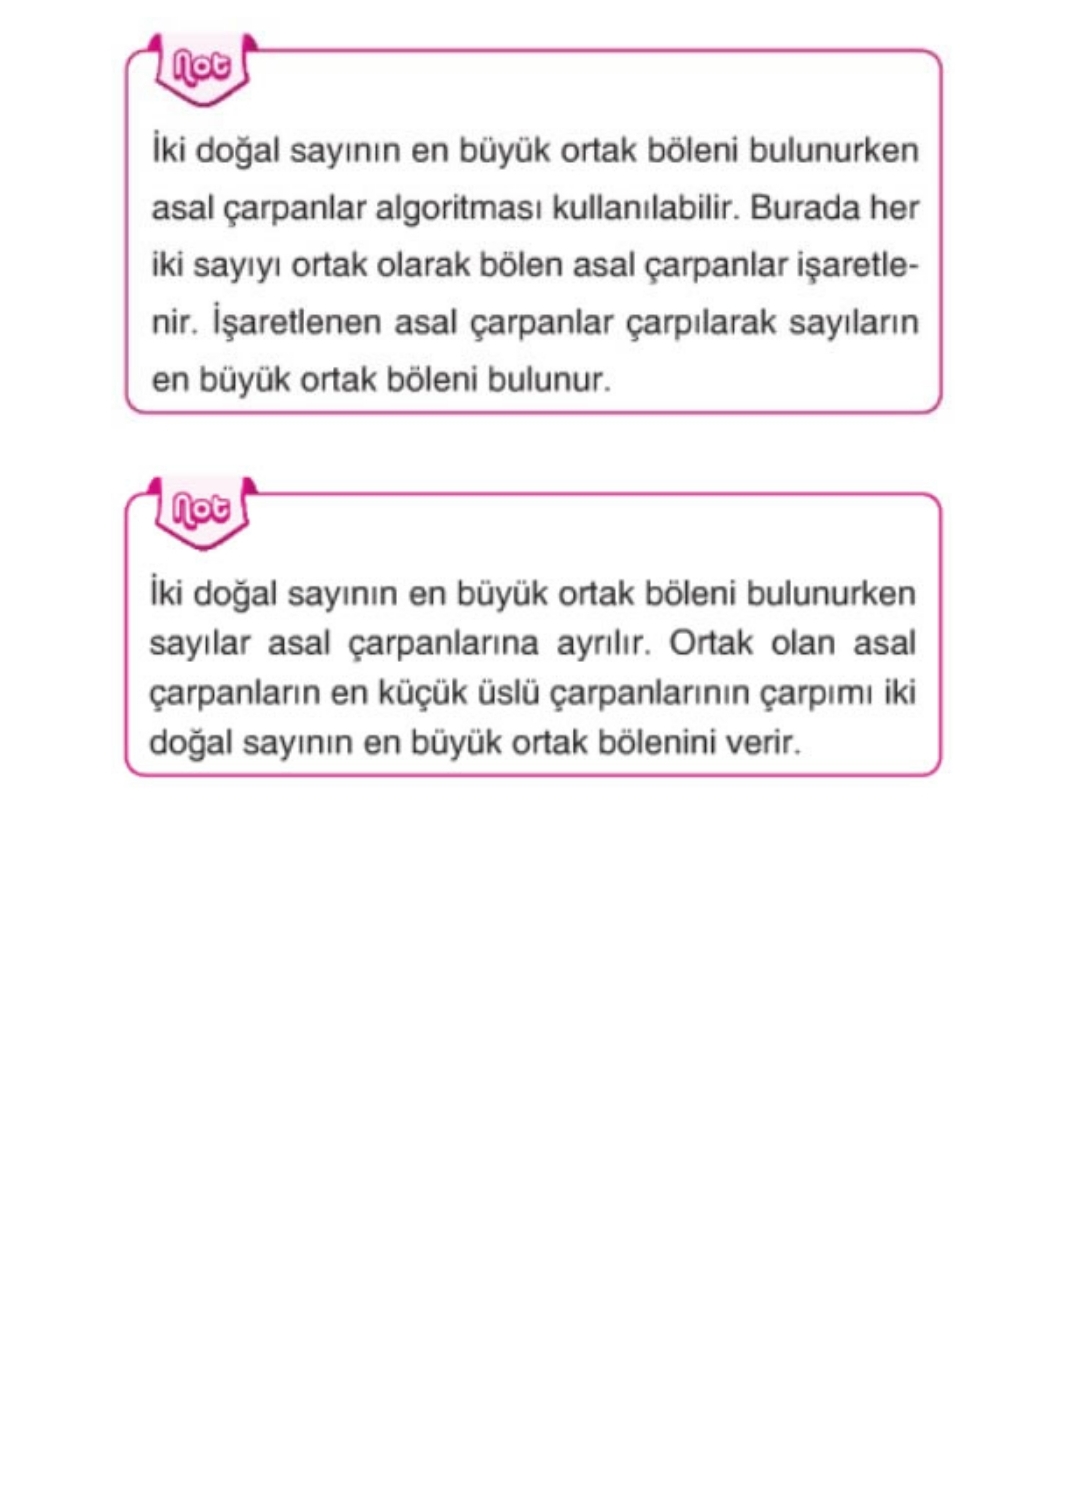 Not
İki doğal sayının en büyük ortak böleni bulunurken
asal çarpanlar algoritması kullanılabilir. Burada her
iki sayıyı ortak olarak bölen asal çarpanlar işaretle-
nir. İşaretlenen asal çarpanlar çarpılarak sayıların
en büyük ortak böleni bulunur.
Not
İki doğal sayının en büyük ortak böleni bulunurken
sayılar asal çarpanlarına ayrılır. Ortak olan asal
çarpanların en küçük üslü çarpanlarının çarpımı iki
doğal sayının en büyük ortak bölenini verir.